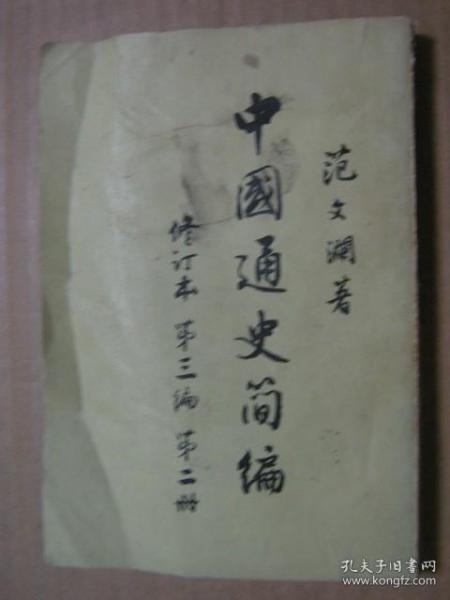 范文瀾著
中國通史简编
修订本 第三编 第二册
孔夫子旧书网
www.kongfz.com